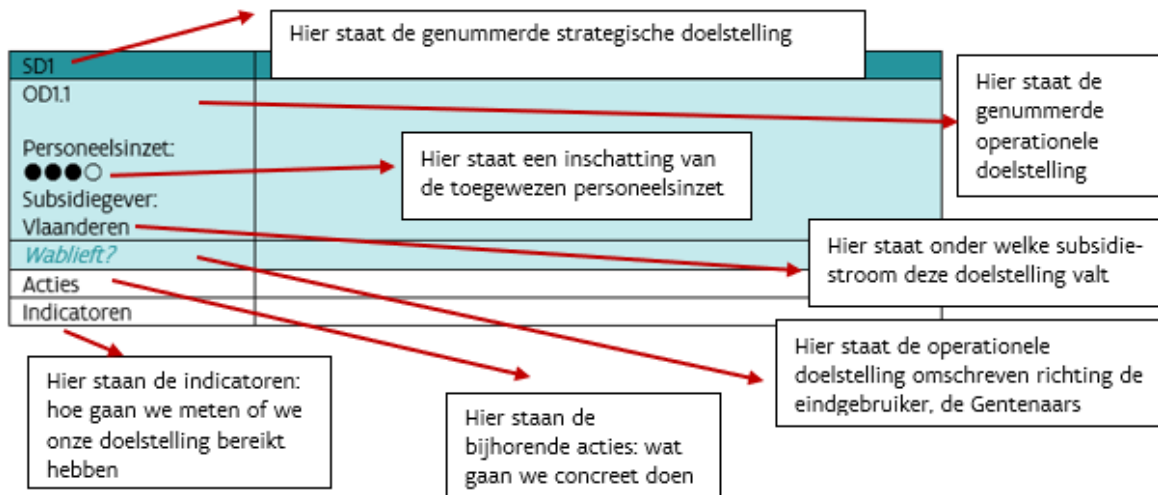 Hier staat de genummerde strategische doelstelling
SD1
OD1.1
Hier staat de
genummerde
operationele
doelstelling
Personeelsinzet:
●●●○
Hier staat een inschatting van
de toegewezen personeelsinzet
Subsidiegever:
Vlaanderen
Hier staat onder welke subsidie-
stroom deze doelstelling valt
Wablieft?
Acties
Indicatoren
Hier staat de operationele
doelstelling omschreven richting de
eindgebruiker, de Gentenaars
Hier staan de indicatoren:
hoe gaan we meten of we
onze doelstelling bereikt
hebben
Hier staan de
bijhorende acties: wat
gaan we concreet doen